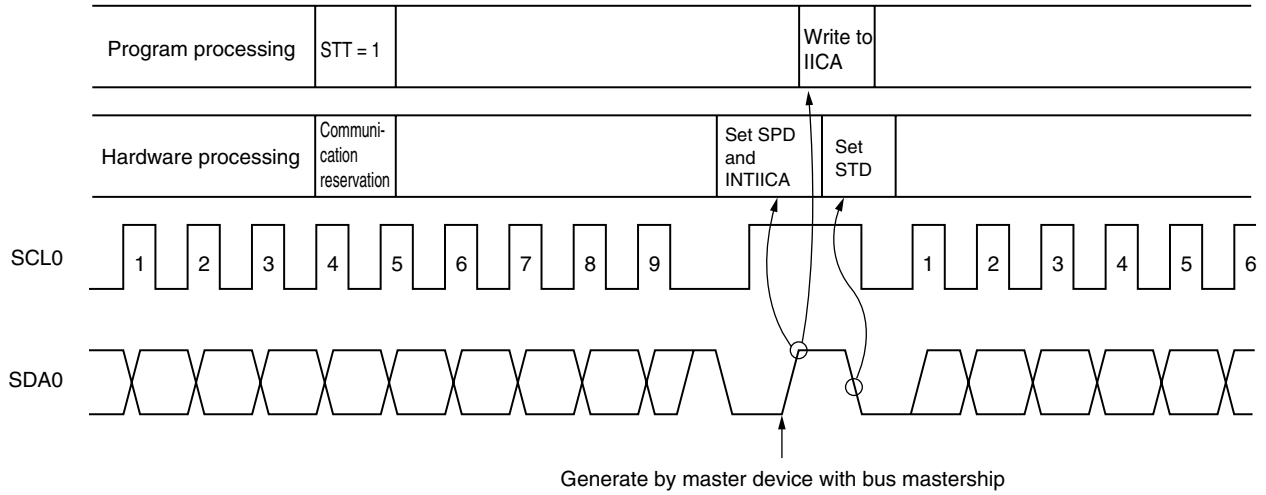 Program processing
STT = 1
Write to
IICA
Hardware processing
Communi-
cation
reservation
Set SPD
and
INTIICA
Set
STD
SCL0
1 2 3 4 5 6 7 8 9 1 2 3 4 5 6
SDA0
Generate by master device with bus mastership